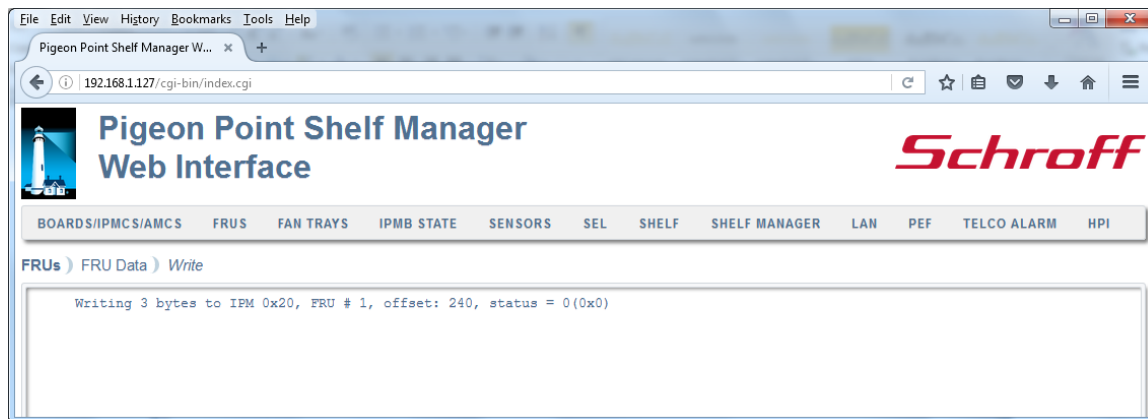 File Edit View History Bookmarks Tools Help
Pigeon Point Shelf Manager W... × +
192.168.1.127/cgi-bin/index.cgi
Pigeon Point Shelf Manager
Web Interface
Schroff
BOARDS/IPMCS/AMCS FRUS FAN TRAYS IPMB STATE SENSORS SEL SHELF SHELF MANAGER LAN PEF TELCO ALARM HPI
FRUs ) FRU Data ) Write
Writing 3 bytes to IPM 0x20, FRU # 1, offset: 240, status = 0(0x0)